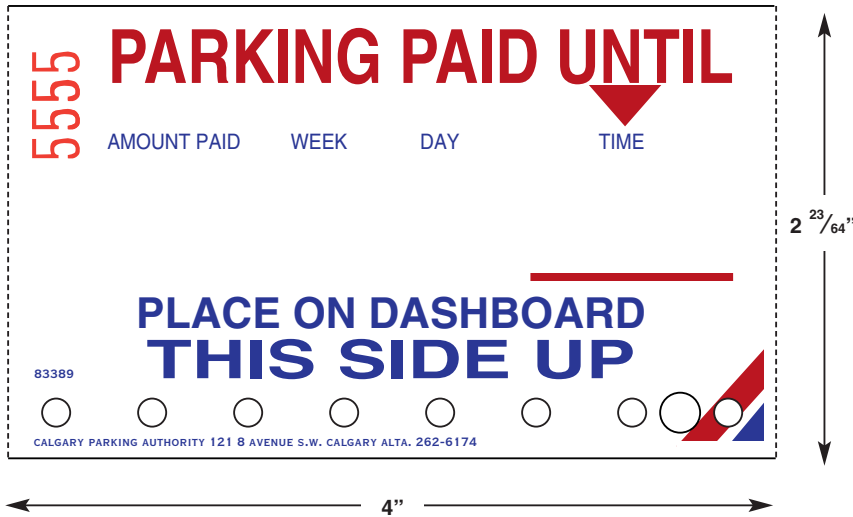 PARKING PAID UNTIL
5555
AMOUNT PAID WEEK DAY TIME
2 23/64"
PLACE ON DASHBOARD
THIS SIDE UP
83389
CALGARY PARKING AUTHORITY 121 8 AVENUE S.W. CALGARY ALTA. 262-6174
4"